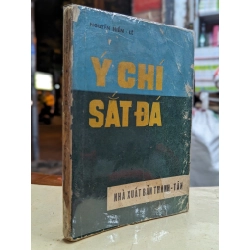 Ý CHÍ
SẮT ĐÁ
NHÀ XUẤT BẢN THANH-TÂN